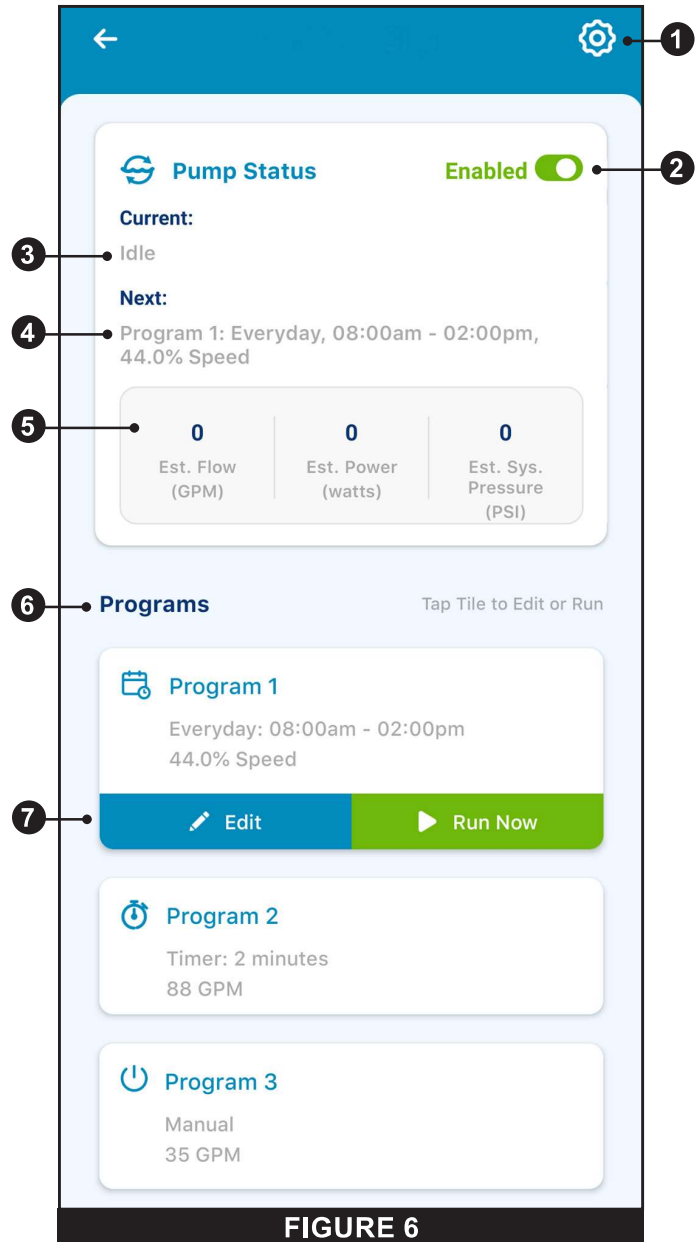 1
Pump Status
Enabled
2
Current:
3
Idle
Next:
4
Program 1: Everyday, 08:00am - 02:00pm,
44.0% Speed
5
0
0
0
Est. Flow
(GPM)
Est. Power
(watts)
Est. Sys.
Pressure
(PSI)
6
Programs
Tap Tile to Edit or Run
Program 1
Everyday: 08:00am - 02:00pm
44.0% Speed
7
Edit
Run Now
Program 2
Timer: 2 minutes
88 GPM
Program 3
Manual
35 GPM
FIGURE 6